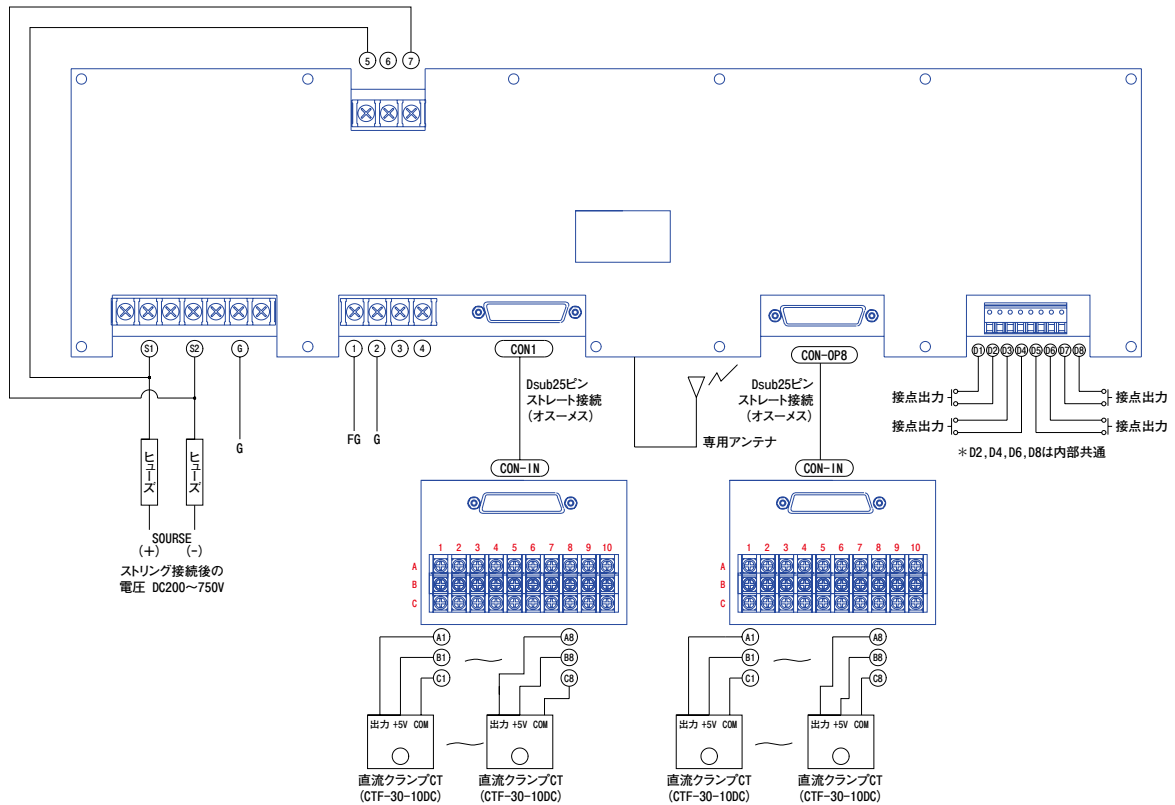 5 6 7
S1 S2 G
1 2 3 4
CON1
CON-OP8
D1 D2 D3 D4 D5 D6 D7 D8
Dsub25ピン
ストレート接続
(オスーメス)
Dsub25ピン
ストレート接続
(オスーメス)
接点出力
接点出力
接点出力
接点出力
*D2,D4,D6,D8は内部共通
FG G
G
専用アンテナ
ヒューズ
ヒューズ
SOURSE
(+) (-)
ストリング接続後の
電圧 DC200〜750V
CON-IN
CON-IN
1 2 3 4 5 6 7 8 9 10
A
B
C
1 2 3 4 5 6 7 8 9 10
A
B
C
A1 A8
B1 B8
C1 C8
A1 A8
B1 B8
C1 C8
出力 +5V COM
出力 +5V COM
出力 +5V COM
出力 +5V COM
直流クランプCT
(CTF-30-10DC)
直流クランプCT
(CTF-30-10DC)
直流クランプCT
(CTF-30-10DC)
直流クランプCT
(CTF-30-10DC)